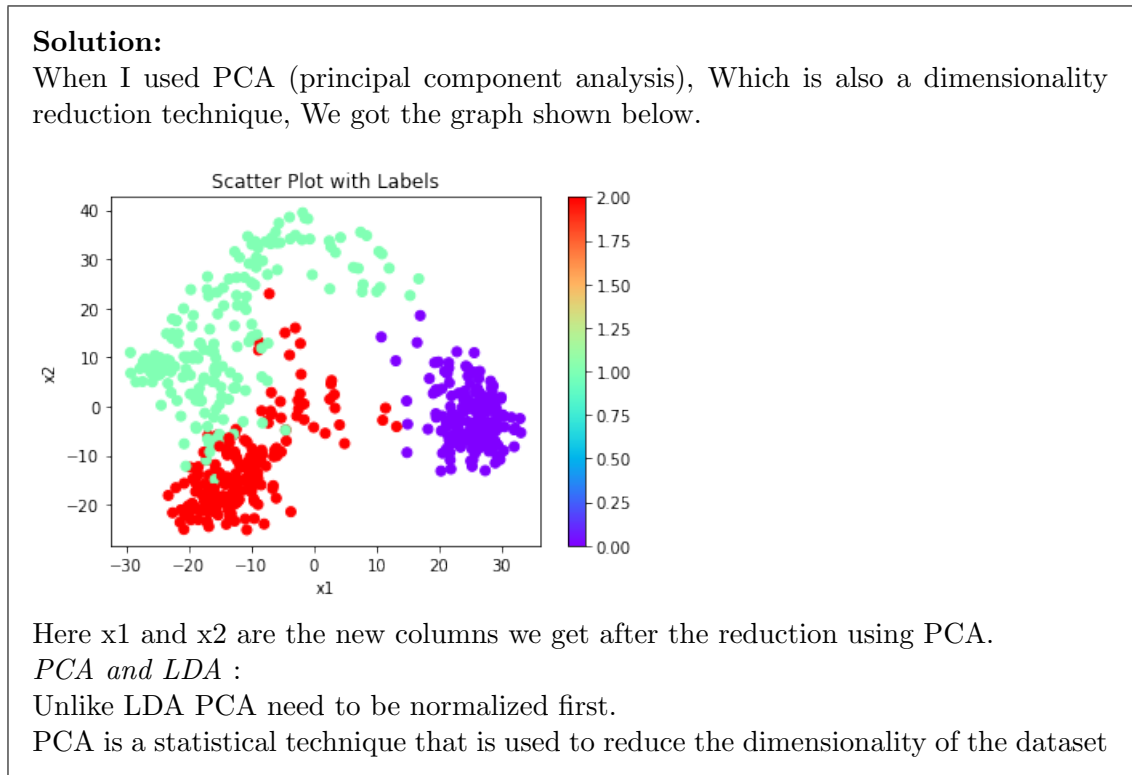 Solution:
When I used PCA (principal component analysis), Which is also a dimensionality
reduction technique, We got the graph shown below.
Scatter Plot with Labels
40
30
20
10
0
−10
−20
x2
−30
−20
−10
0
10
20
30
x1
2.00
1.75
1.50
1.25
1.00
0.75
0.50
0.25
0.00
Here x1 and x2 are the new columns we get after the reduction using PCA.
PCA and LDA :
Unlike LDA PCA need to be normalized first.
PCA is a statistical technique that is used to reduce the dimensionality of the dataset